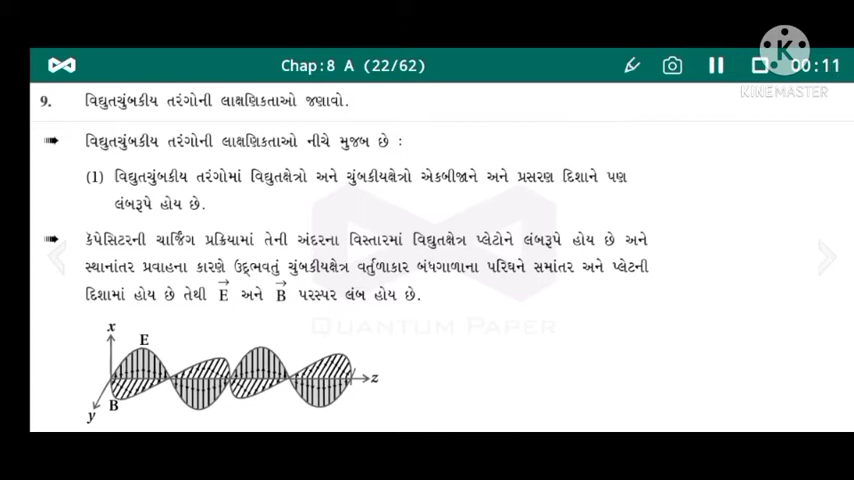 Chap:8 A (22/62)
00:11
KINEMASTER
9. વિદ્યુતચુંબકીય તરંગોની લાક્ષણિકતાઓ જણાવો.
વિદ્યુતચુંબકીય તરંગોની લાક્ષણિકતાઓ નીચે મુજબ છે :
(1) વિદ્યુતચુંબકીય તરંગોમાં વિદ્યુતક્ષેત્રો અને ચુંબકીયક્ષેત્રો એકબીજાને અને પ્રસરણ દિશાને પણ
લંબરૂપે હોય છે.
કૅપેસિટરની ચાર્જિંગ પ્રક્રિયામાં તેની અંદરના વિસ્તારમાં વિદ્યુતક્ષેત્ર પ્લેટોને લંબરૂપે હોય છે અને
સ્થાનાંતર પ્રવાહના કારણે ઉદ્ભવતું ચુંબકીયક્ષેત્ર વર્તુળાકાર બંધગાળાના પરિઘને સમાંતર અને પ્લેટની
દિશામાં હોય છે તેથી E⃗ અને B⃗ પરસ્પર લંબ હોય છે.
QUANTUM PAPER
x
E
z
B
y